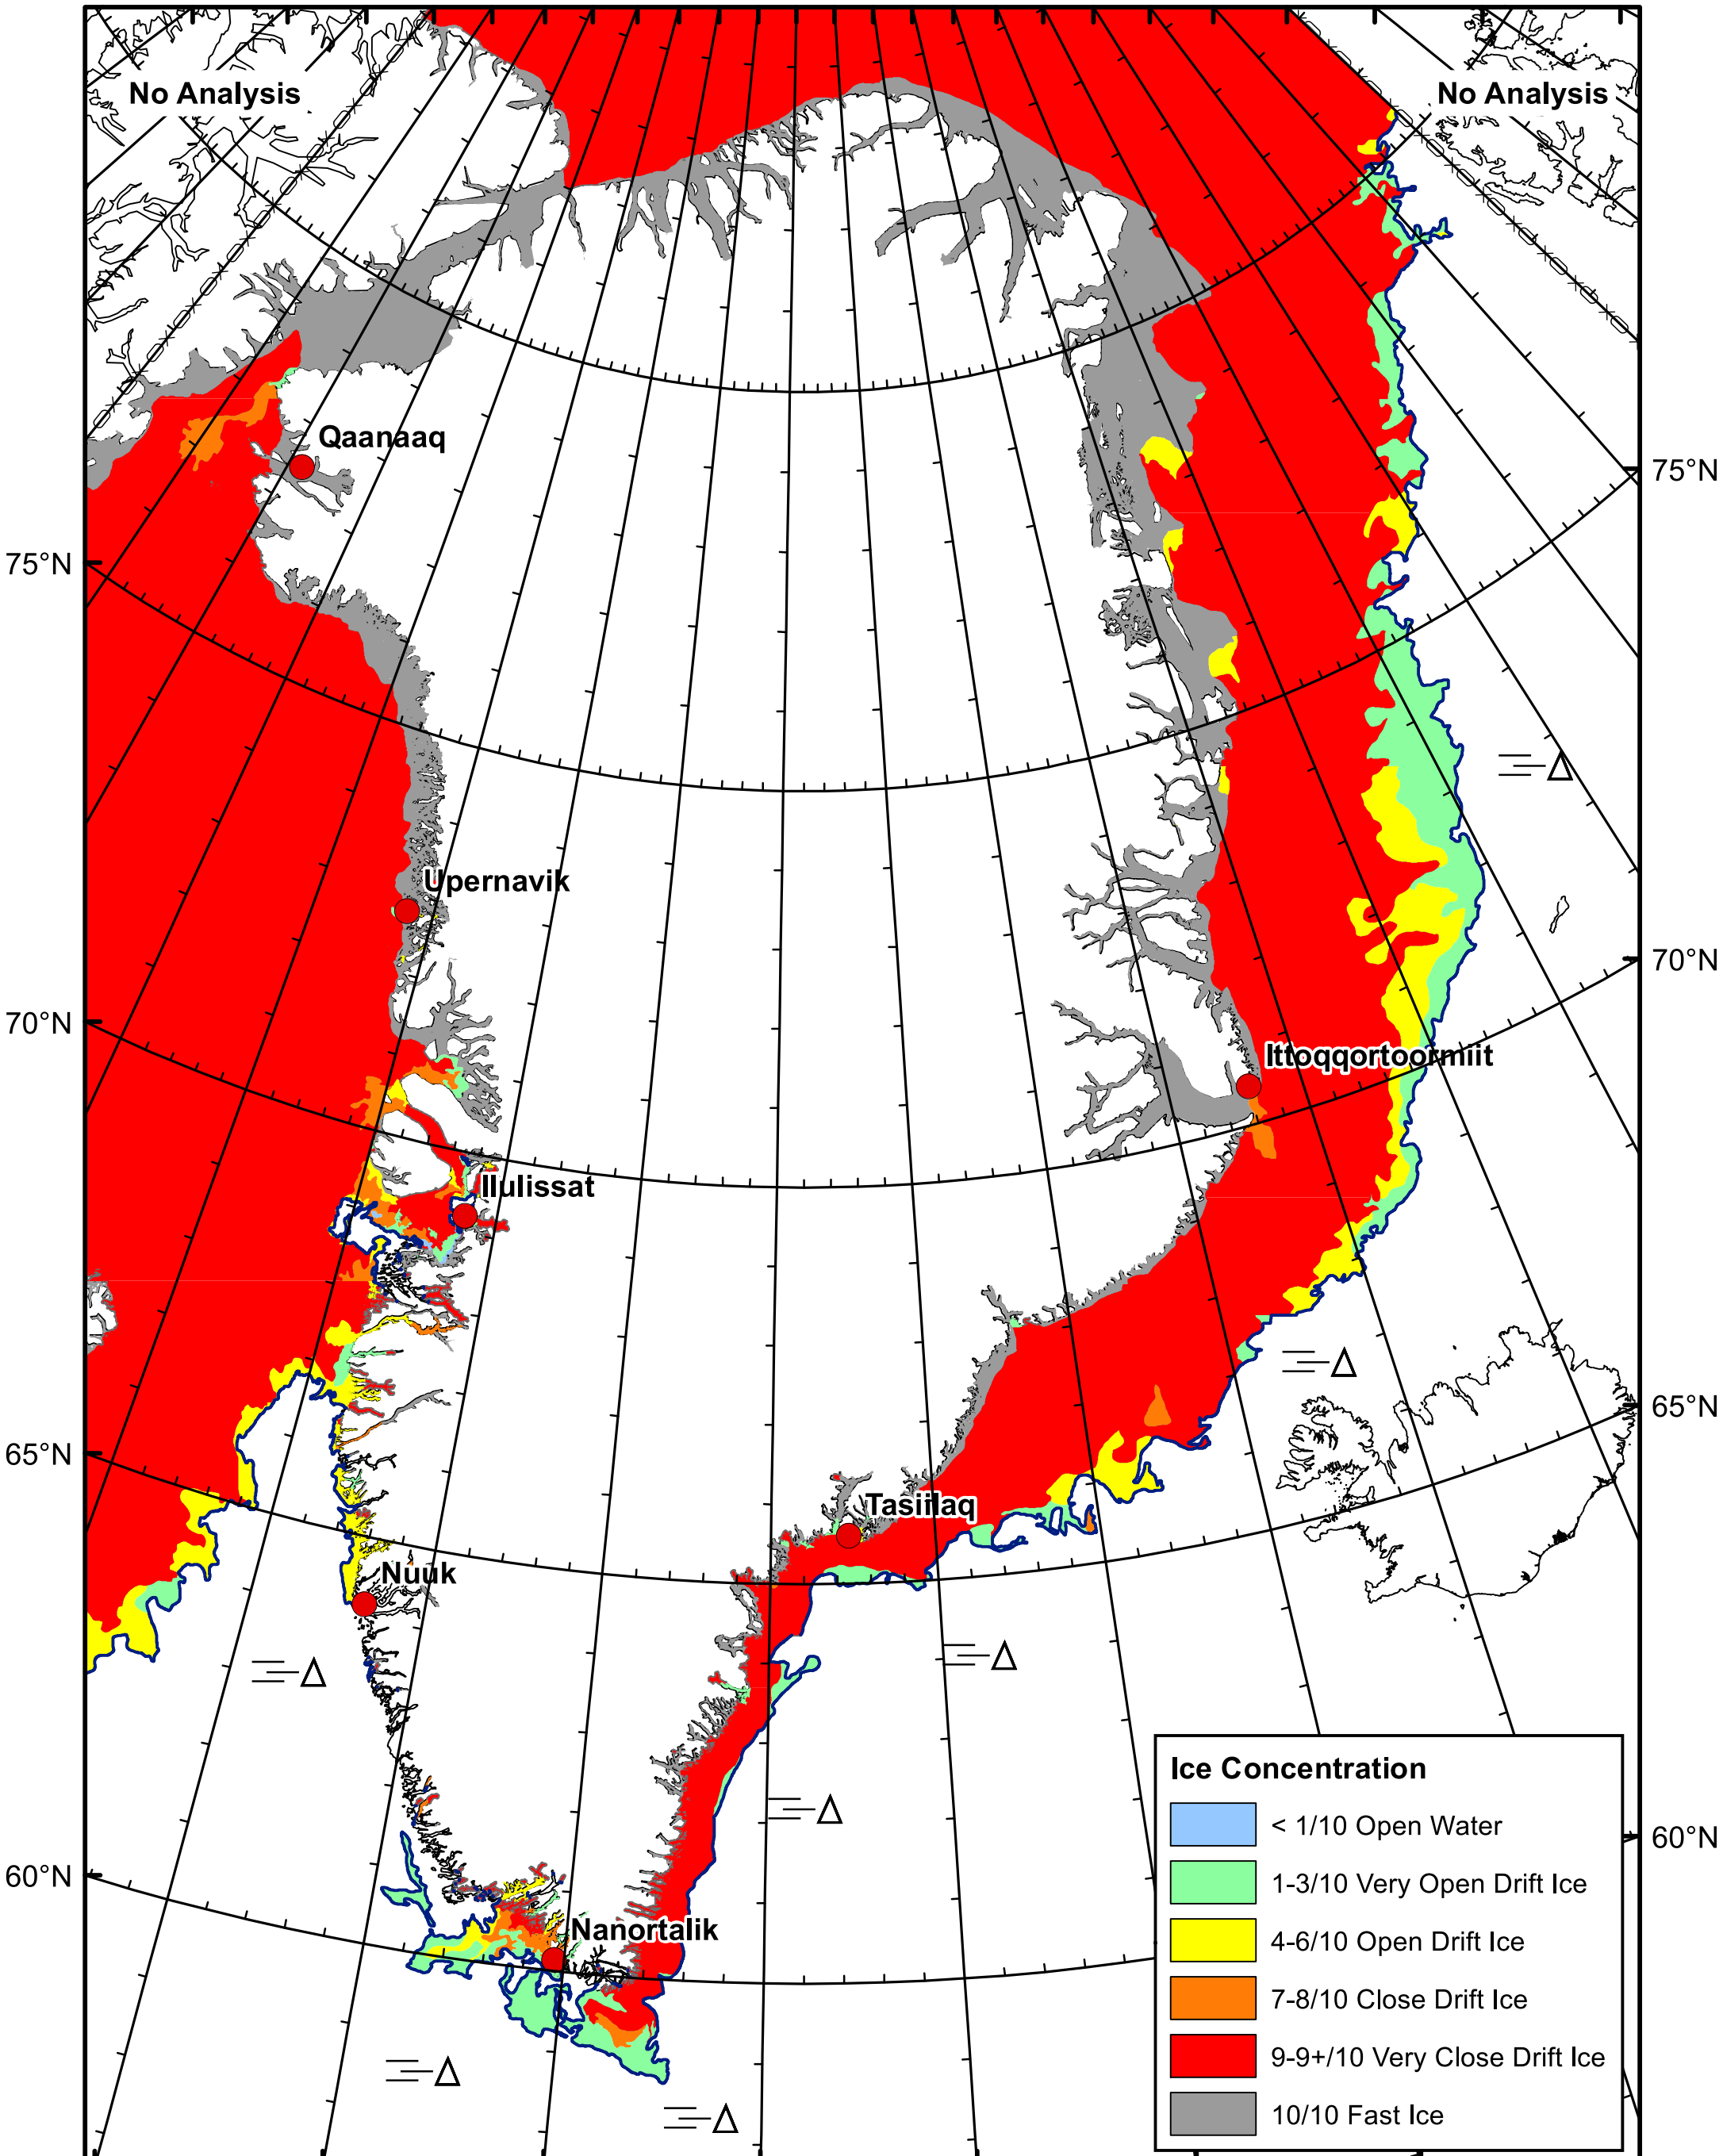 No Analysis
No Analysis
Qaanaaq
75°N
75°N
Upernavik
70°N
70°N
Ittoqqortoormiit
Ilulissat
65°N
65°N
Tasiilaq
Nuuk
60°N
60°N
Nanortalik
Ice Concentration
< 1/10 Open Water
1-3/10 Very Open Drift Ice
4-6/10 Open Drift Ice
7-8/10 Close Drift Ice
9-9+/10 Very Close Drift Ice
10/10 Fast Ice